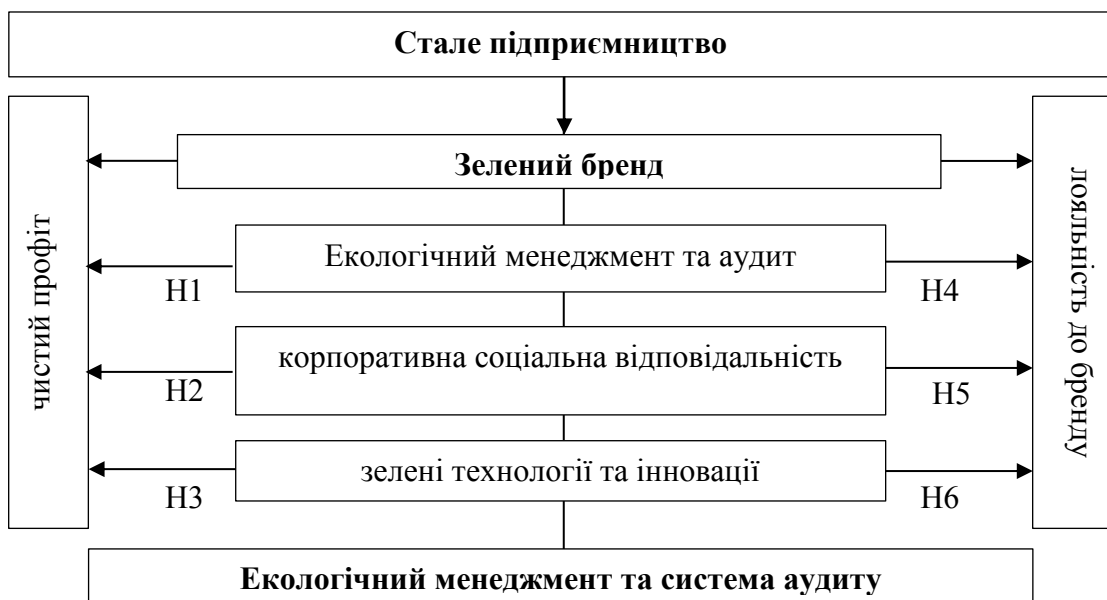 Стале підприємництво
Зелений бренд
чистий профіт
лояльність до бренду
Екологічний менеджмент та аудит
H1
H4
корпоративна соціальна відповідальність
H2
H5
зелені технології та інновації
H3
H6
Екологічний менеджмент та система аудиту